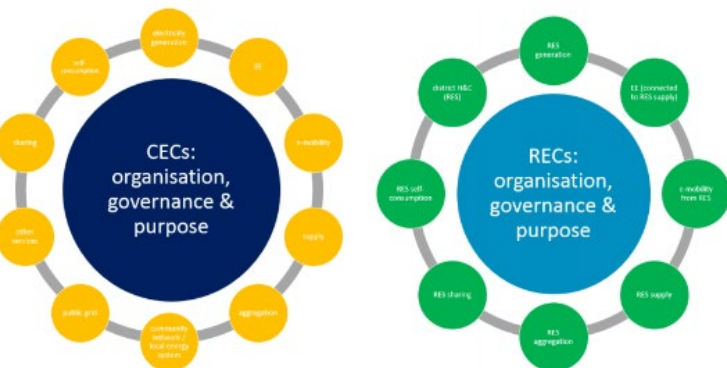 CECs:
organisation,
governance &
purpose
electricity
generation
EE
e-mobility
supply
aggregation
community
network /
local energy
system
public grid
other
services
sharing
self
consumption
RECs:
organisation,
governance &
purpose
RES
generation
EE (connected
to RES supply)
e-mobility
from RES
RES supply
RES
aggregation
RES sharing
RES self-
consumption
district H&C
(RES)